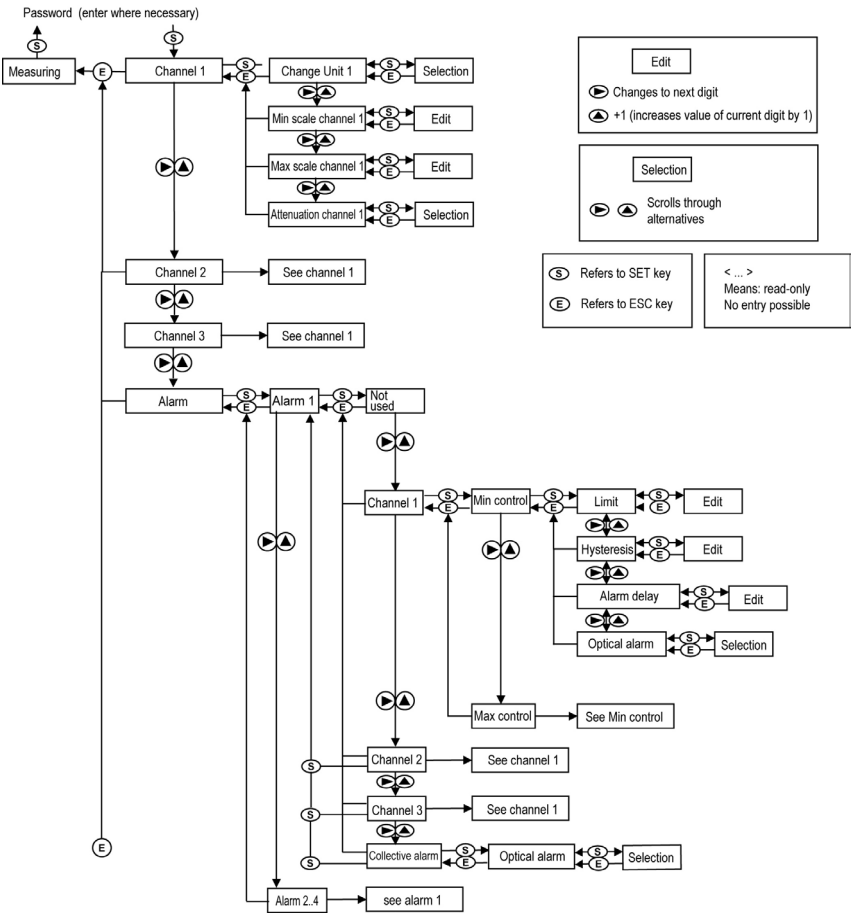 Password (enter where necessary)
S
S
Measuring
E
Channel 1
S
E
Change Unit 1
S
E
Selection
Min scale channel 1
S
E
Edit
Max scale channel 1
S
E
Edit
Attenuation channel 1
S
E
Selection
Edit
Changes to next digit
+1 (increases value of current digit by 1)
Selection
Scrolls through
alternatives
S Refers to SET key
E Refers to ESC key
< ... >
Means: read-only
No entry possible
Channel 2
See channel 1
Channel 3
See channel 1
Alarm
S
E
Alarm 1
S
E
Not
used
Channel 1
S
E
Min control
S
E
Limit
S
E
Edit
Hysteresis
S
E
Edit
Alarm delay
S
E
Edit
Optical alarm
S
E
Selection
Max control
See Min control
S
Channel 2
See channel 1
S
Channel 3
See channel 1
E
S
Collective alarm
S
E
Optical alarm
S
E
Selection
Alarm 2..4
see alarm 1